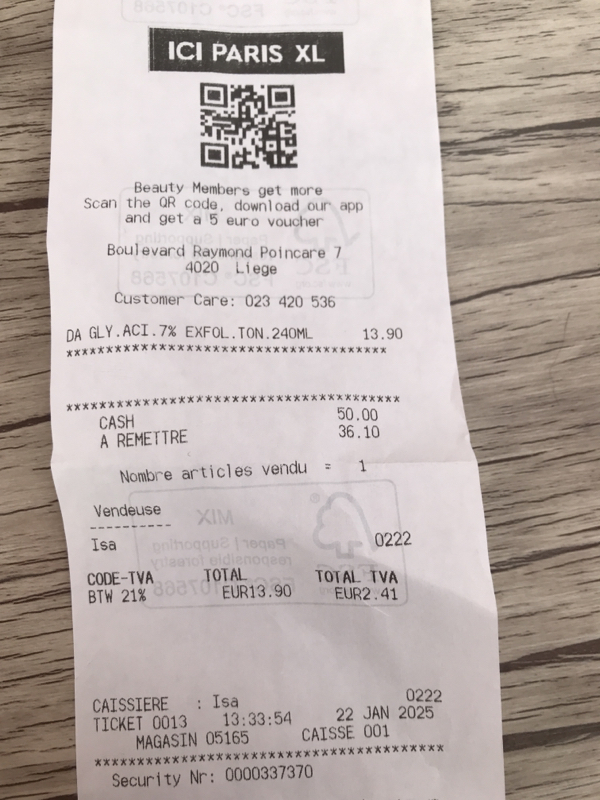 ICI PARIS XL
Beauty Members get more
Scan the QR code, download our app
and get a 5 euro voucher
Boulevard Raymond Poincare 7
4020 Liege
Customer Care: 023 420 536
DA GLY.ACI.7% EXFOL.TON.240ML 13.90
*************************************
***************************************
CASH 50.00
A REMETTRE 36.10
Nombre articles vendu = 1
Vendeuse
----------
Isa 0222
CODE-TVA TOTAL TOTAL TVA
BTW 21% EUR13.90 EUR2.41
CAISSIERE : Isa 0222
TICKET 0013 13:33:54 22 JAN 2025
MAGASIN 05165 CAISSE 001
****************************************
Security Nr: 0000337370